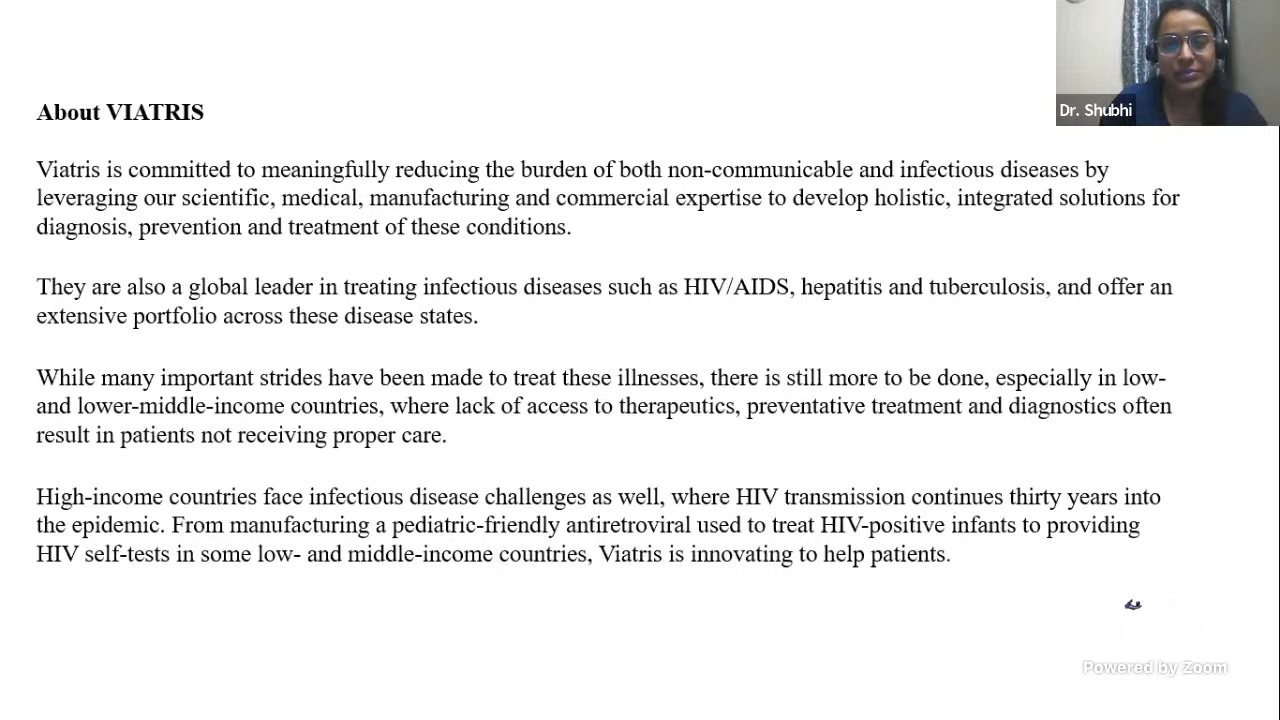 Dr. Shubhi
About VIATRIS
Viatris is committed to meaningfully reducing the burden of both non-communicable and infectious diseases by
leveraging our scientific, medical, manufacturing and commercial expertise to develop holistic, integrated solutions for
diagnosis, prevention and treatment of these conditions.
They are also a global leader in treating infectious diseases such as HIV/AIDS, hepatitis and tuberculosis, and offer an
extensive portfolio across these disease states.
While many important strides have been made to treat these illnesses, there is still more to be done, especially in low-
and lower-middle-income countries, where lack of access to therapeutics, preventative treatment and diagnostics often
result in patients not receiving proper care.
High-income countries face infectious disease challenges as well, where HIV transmission continues thirty years into
the epidemic. From manufacturing a pediatric-friendly antiretroviral used to treat HIV-positive infants to providing
HIV self-tests in some low- and middle-income countries, Viatris is innovating to help patients.
Powered by Zoom